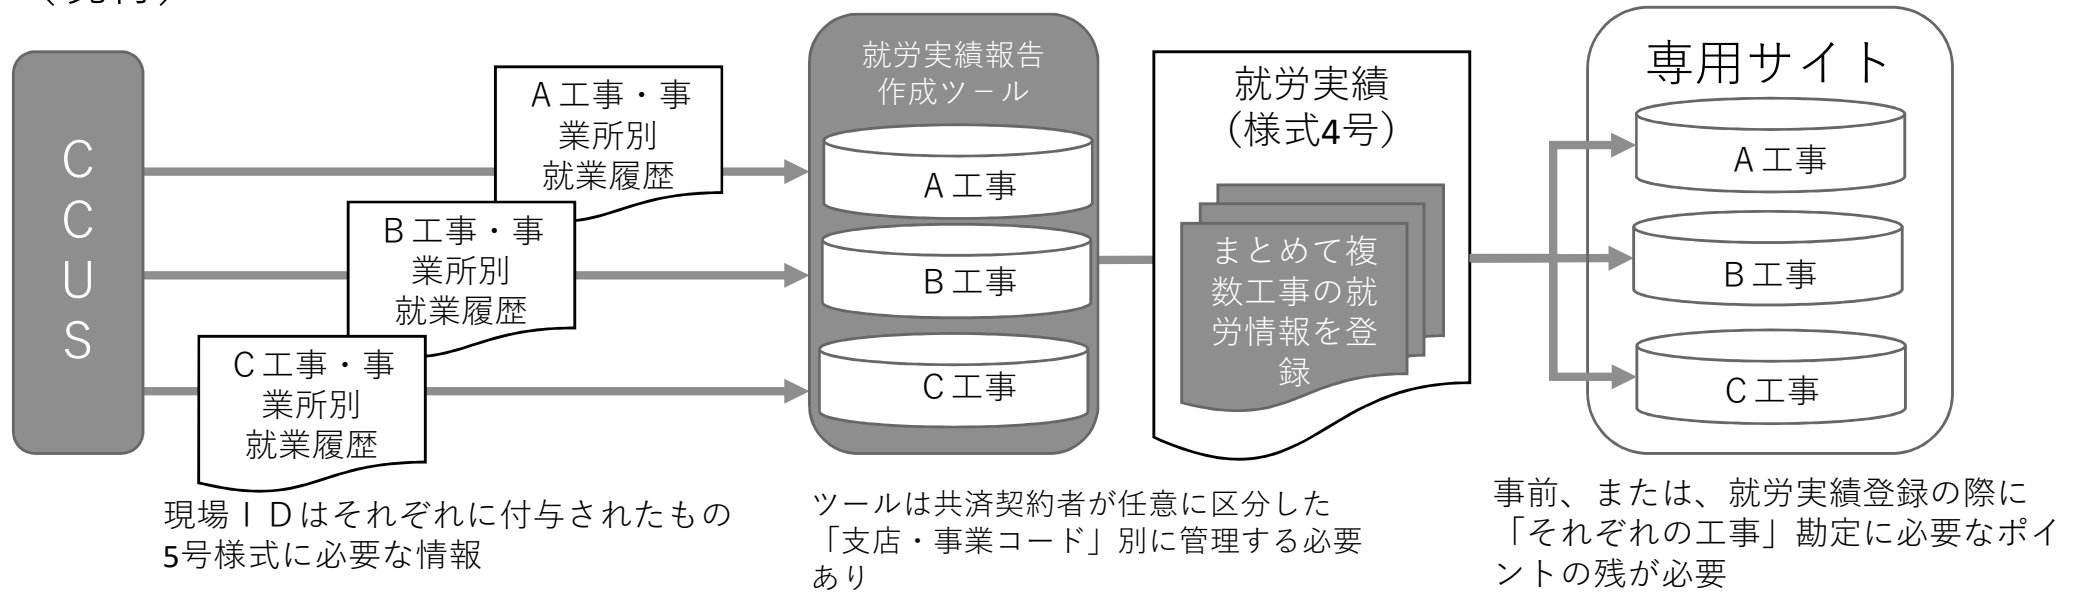 CCUS
A工事・事
業所別
就業履歴
B工事・事
業所別
就業履歴
C工事・事
業所別
就業履歴
現場IDはそれぞれに付与されたもの
5号様式に必要な情報
就労実績報告
作成ツール
A工事
B工事
C工事
ツールは共済契約者が任意に区分した
「支店・事業コード」別に管理する必要
あり
就労実績
(様式4号)
まとめて複
数工事の就
労情報を登
録
専用サイト
A工事
B工事
C工事
事前、または、就労実績登録の際に
「それぞれの工事」勘定に必要なポイ
ントの残が必要